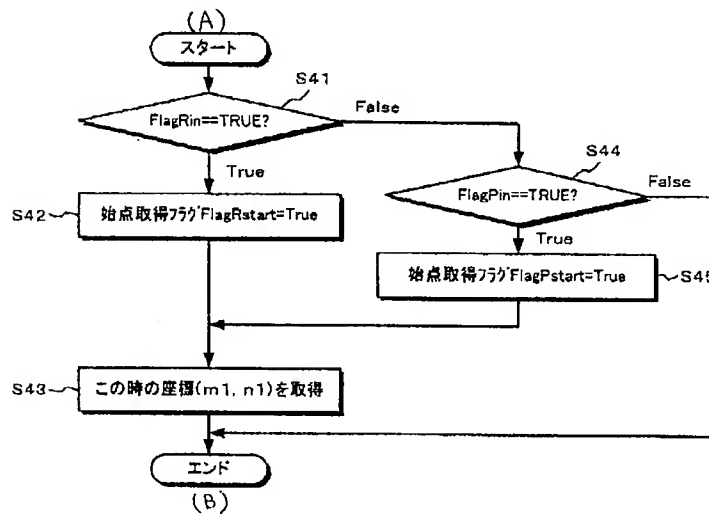 (A)
スタート
S41
FlagRin==TRUE?
False
True
S42
始点取得フラグFlagRstart=True
S44
FlagPin==TRUE?
False
True
始点取得フラグFlagPstart=True
S45
S43
この時の座標(m1, n1)を取得
エンド
(B)